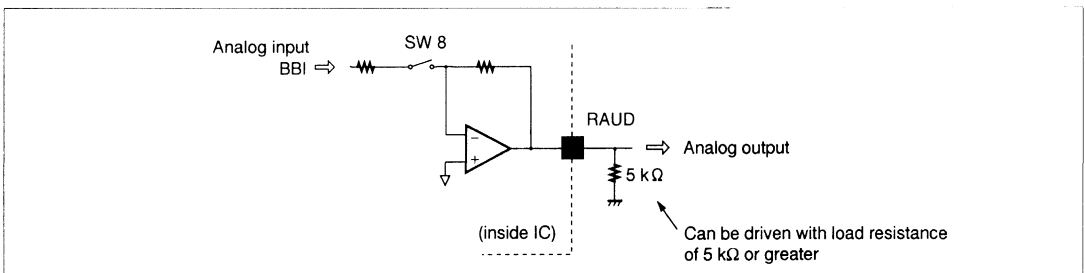 Analog input
BBI ⇨
SW 8
−
+
RAUD
⇨ Analog output
5 kΩ
(inside IC)
Can be driven with load resistance
of 5 kΩ or greater